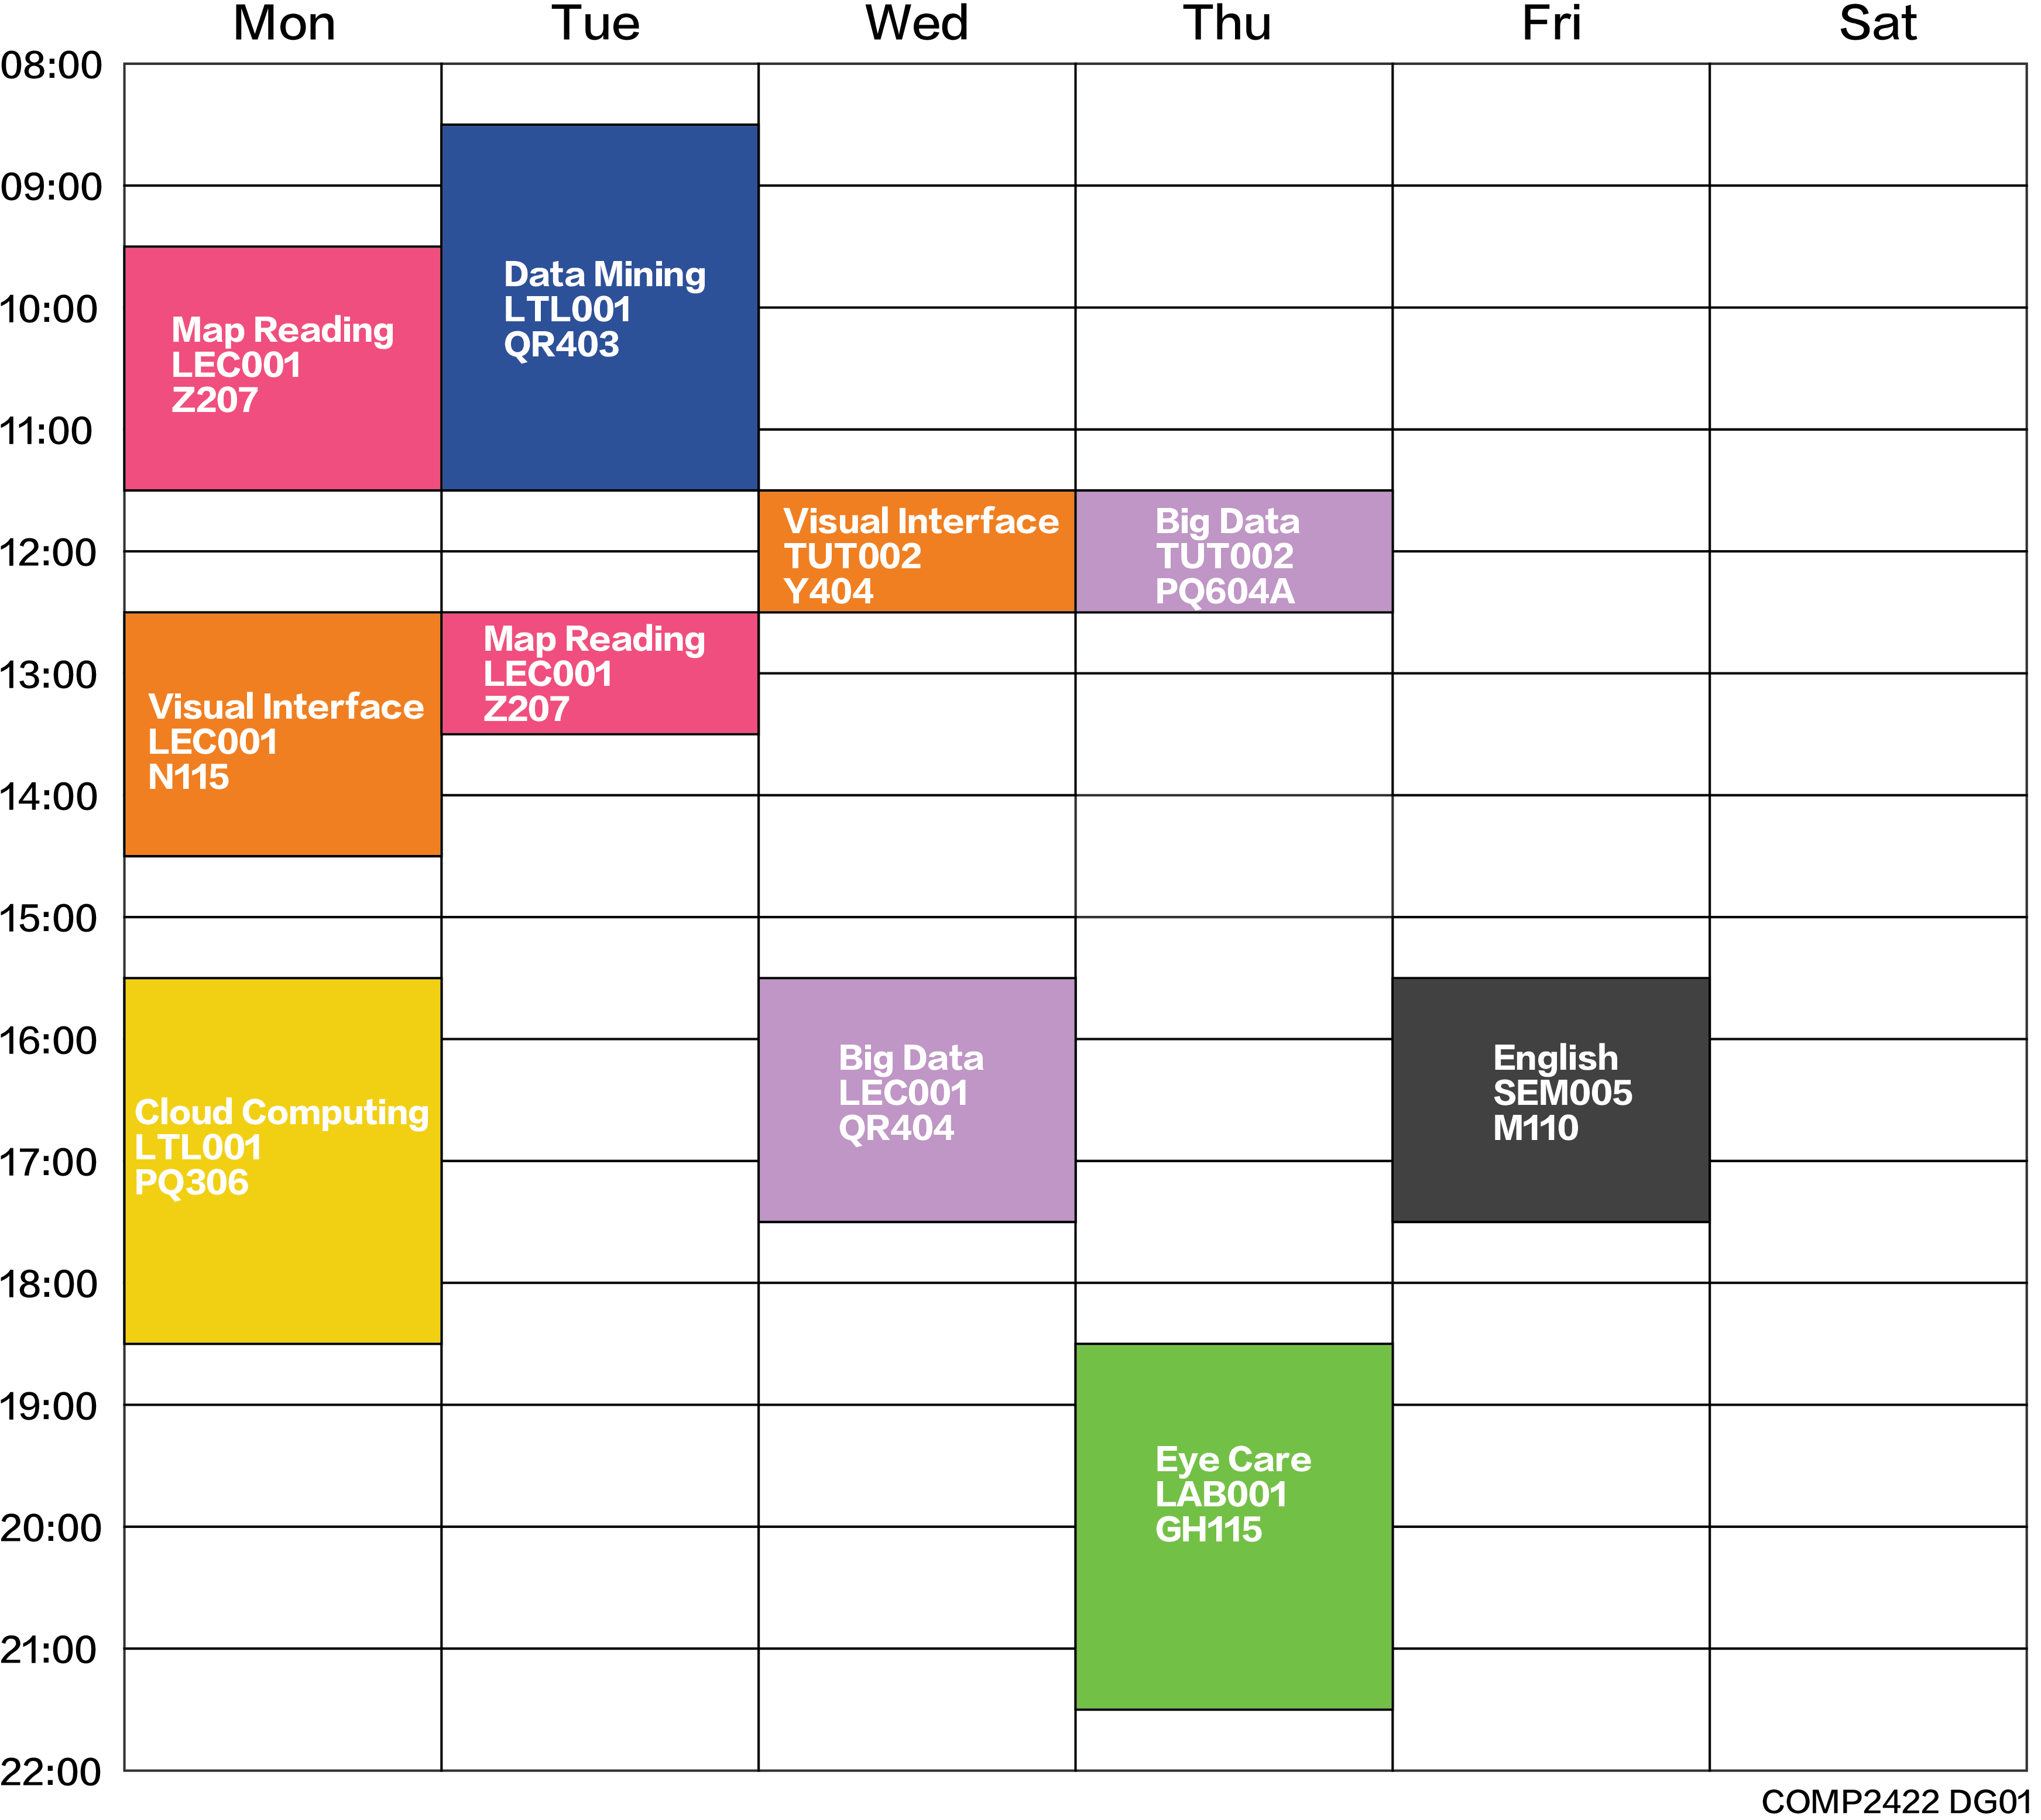 Mon Tue Wed Thu Fri Sat
08:00
09:00
Data Mining
LTL001
QR403
10:00
Map Reading
LEC001
Z207
11:00
Visual Interface
TUT002
Y404
Big Data
TUT002
PQ604A
12:00
Map Reading
LEC001
Z207
13:00
Visual Interface
LEC001
N115
14:00
15:00
16:00
Big Data
LEC001
QR404
English
SEM005
M110
Cloud Computing
LTL001
PQ306
17:00
18:00
19:00
Eye Care
LAB001
GH115
20:00
21:00
22:00
COMP2422 DG01